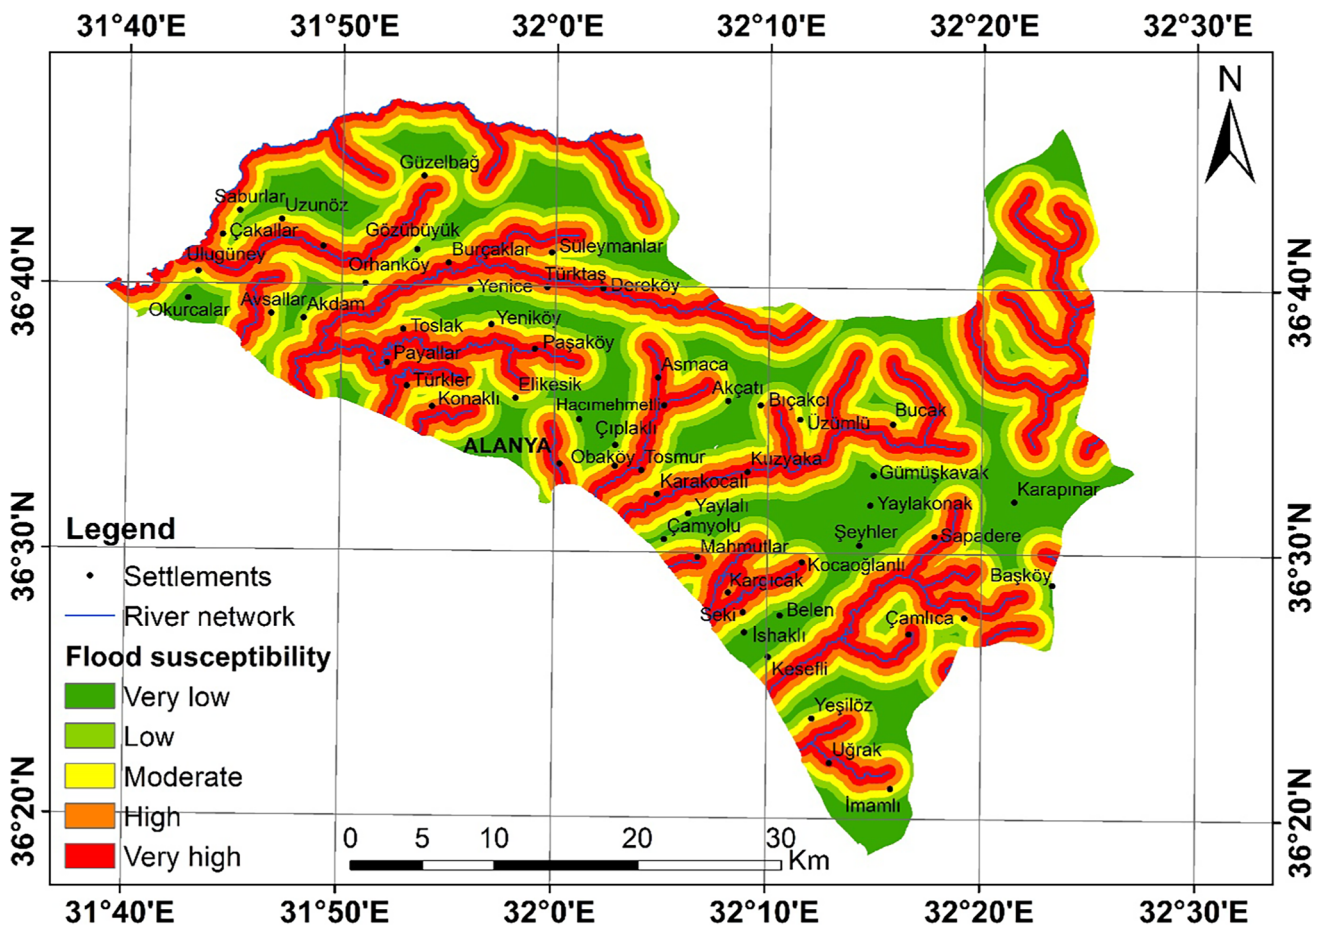 31°40'E 31°50'E 32°0'E 32°10'E 32°20'E 32°30'E
N
36°40'N
36°30'N
36°20'N
36°40'N
36°30'N
36°20'N
Güzelbağ
Saburlar
Uzunöz
Çakallar
Gözübüyük
Ulugüney
Orhanköy
Burçaklar
Süleymanlar
Türktaş
Dereköy
Yenice
Okurcalar
Avsallar
Akdam
Toslak
Yeniköy
Payallar
Paşaköy
Türkler
Elikesik
Konaklı
Asmaca
Akçatı
Hacımehmetli
Bıçakcı
Çıplaklı
Üzümlü
Bucak
ALANYA
Obaköy
Tosmur
Kuzyaka
Karakocalı
Gümüşkavak
Yaylalı
Yaylakonak
Karapınar
Çamyolu
Şeyhler
Sapadere
Mahmutlar
Kocaoğlanlı
Başköy
Kargıcak
Seki
Belen
Çamlıca
İshaklı
Kesefli
Yeşilöz
Uğrak
İmamlı
Legend
Settlements
River network
Flood susceptibility
Very low
Low
Moderate
High
Very high
0 5 10 20 30
Km
31°40'E 31°50'E 32°0'E 32°10'E 32°20'E 32°30'E